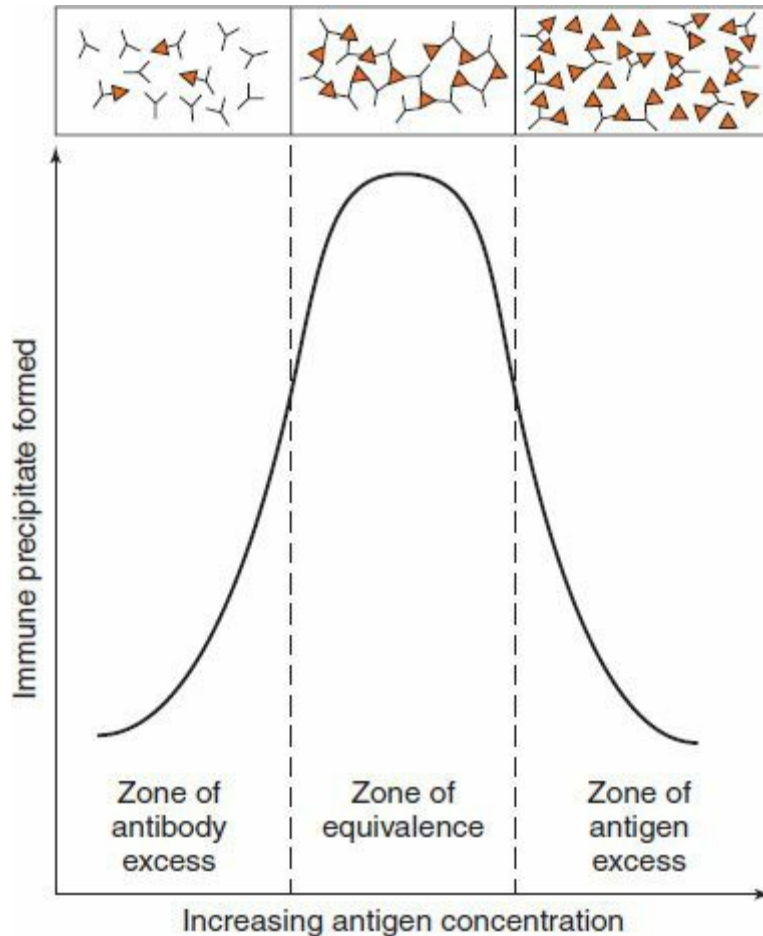 Immune precipitate formed
Zone of
antibody
excess
Zone of
equivalence
Zone of
antigen
excess
Increasing antigen concentration